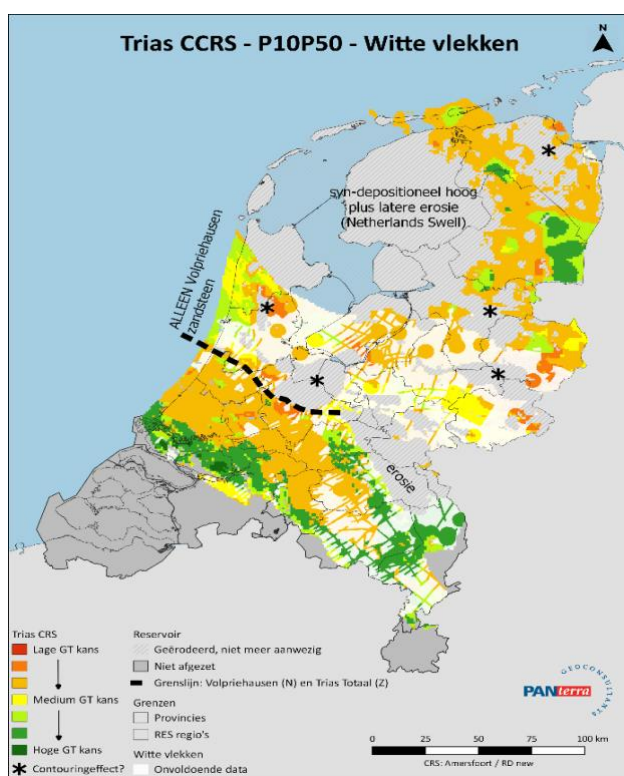 Trias CCRS - P10P50 - Witte vlekken
N
syn-depositioneel hoog
plus latere erosie
(Netherlands Swell)
ALLEEN Volpriehausen
zandsteen
erosie
Trias CRS
Lage GT kans
Medium GT kans
Hoge GT kans
* Contouringeffect?
Reservoir
Geërodeerd, niet meer aanwezig
Niet afgezet
Grenslijn: Volpriehausen (N) en Trias Totaal (Z)
Grenzen
Provincies
RES regio's
Witte vlekken
Onvoldoende data
PANterra
GEOCONSULTANTS
0 25 50 75 100 km
CRS: Amersfoort / RD new